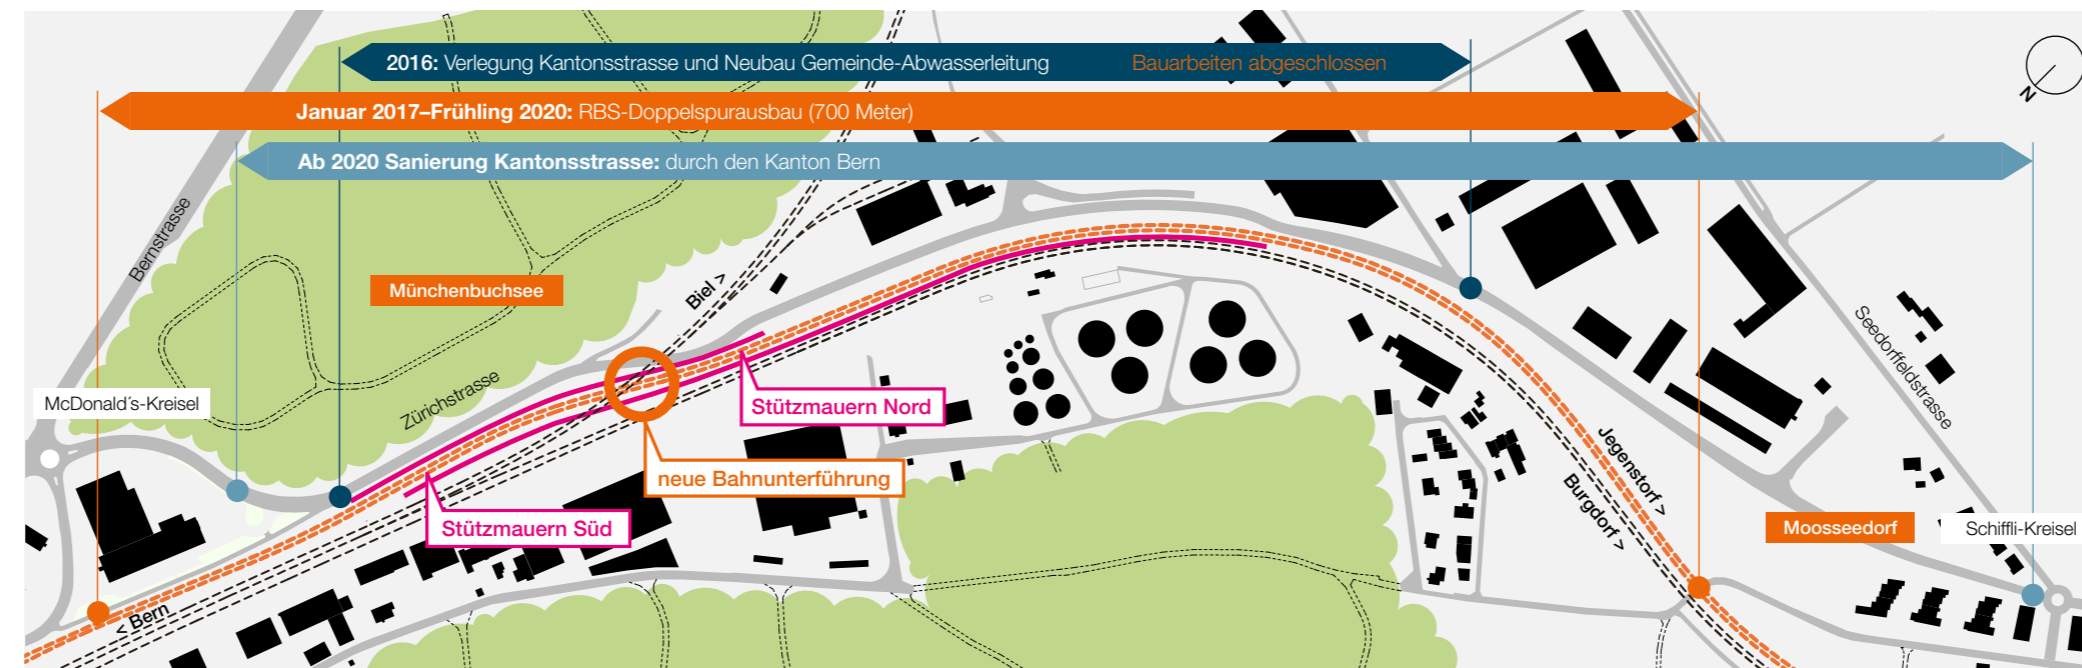 2016: Verlegung Kantonsstrasse und Neubau Gemeinde-Abwasserleitung Bauarbeiten abgeschlossen
Januar 2017–Frühling 2020: RBS-Doppelspurausbau (700 Meter)
Ab 2020 Sanierung Kantonsstrasse: durch den Kanton Bern
N
Bernstrasse
Münchenbuchsee
Biel >
McDonald´s-Kreisel
Zürichstrasse
Stützmauern Nord
neue Bahnunterführung
Stützmauern Süd
< Bern
Seedorffeldstrasse
Jegenstorf >
Burgdorf >
Moosseedorf
Schiffli-Kreisel